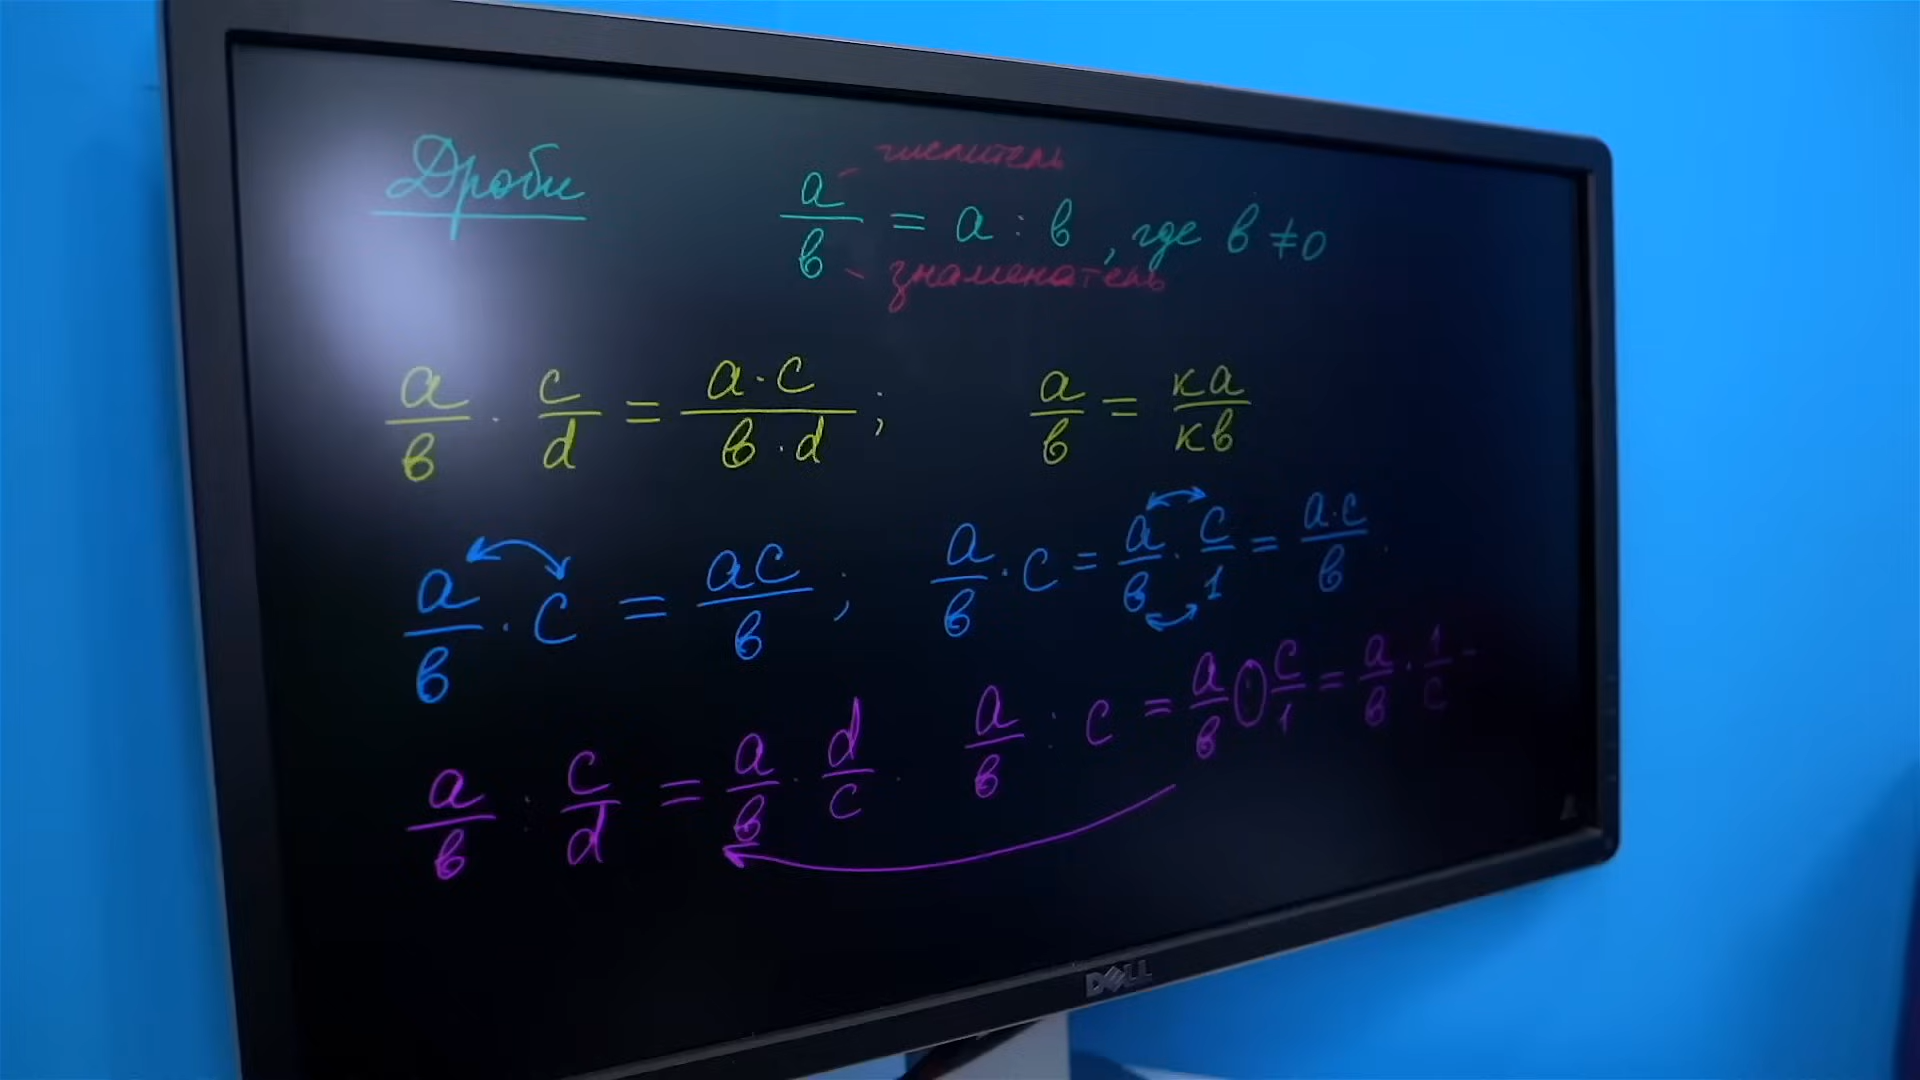 Дроби
числитель
a/в = a : в, где в ≠ 0
знаменатель
a/в · c/d = a·c/в·d ; a/в = кa/кв
a/в · c = ac/в ; a/в · c = a/в · c/1 = a·c/в
a/в : c/d = a/в · d/c . a/в : c = a/в : c/1 = a/в · 1/c -
DELL